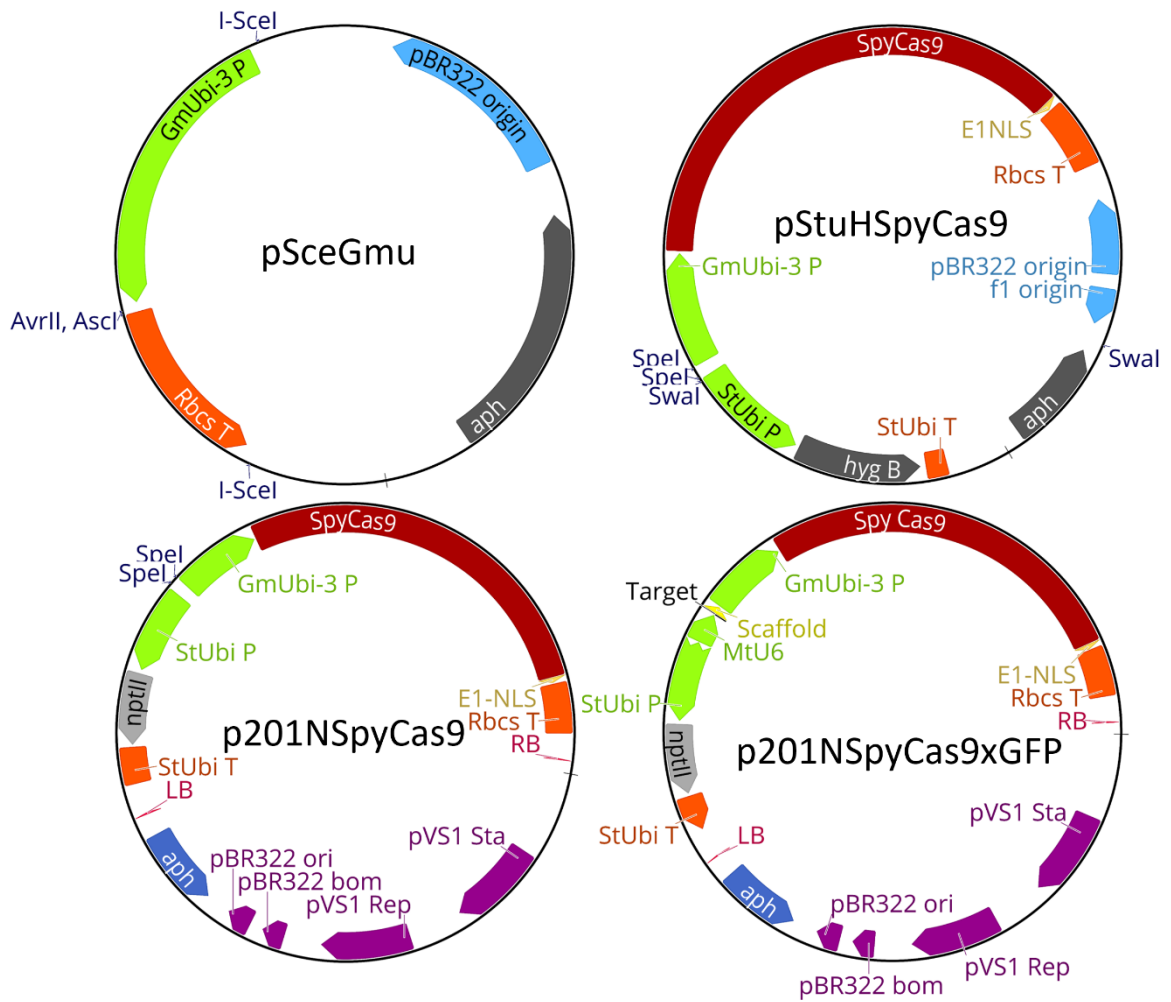 I-SceI
GmUbi-3 P
pBR322 origin
pSceGmu
AvrII, AscI
Rbcs T
aph
I-SceI
SpyCas9
E1NLS
Rbcs T
pStuHSpyCas9
GmUbi-3 P
pBR322 origin
f1 origin
SpeI
SpeI
SwaI
SwaI
StUbi P
StUbi T
hyg B
aph
SpyCas9
SpeI
SpeI
GmUbi-3 P
StUbi P
nptII
E1-NLS
Rbcs T
p201NSpyCas9
RB
StUbi T
LB
aph
pVS1 Sta
pBR322 ori
pBR322 bom
pVS1 Rep
Spy Cas9
GmUbi-3 P
Target
Scaffold
MtU6
E1-NLS
StUbi P
Rbcs T
RB
nptII
p201NSpyCas9xGFP
StUbi T
pVS1 Sta
LB
aph
pBR322 ori
pVS1 Rep
pBR322 bom